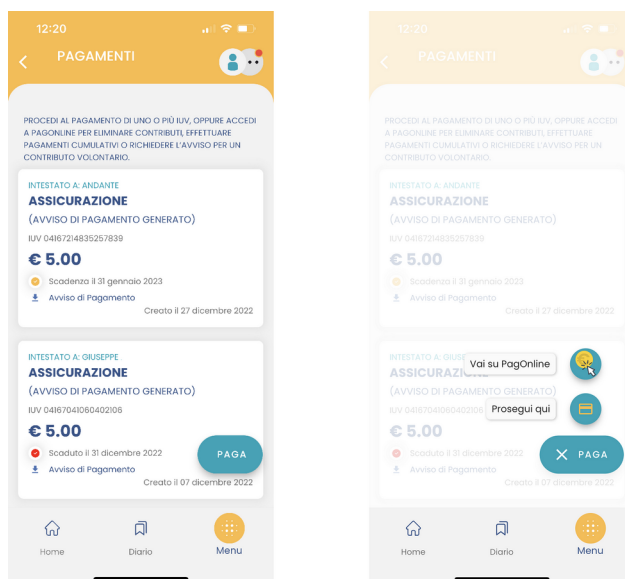 12:20
PAGAMENTI
PROCEDI AL PAGAMENTO DI UNO O PIÙ IUV, OPPURE ACCEDI
A PAGONLINE PER ELIMINARE CONTRIBUTI, EFFETTUARE
PAGAMENTI CUMULATIVI O RICHIEDERE L'AVVISO PER UN
CONTRIBUTO VOLONTARIO.
INTESTATO A: ANDANTE
ASSICURAZIONE
(AVVISO DI PAGAMENTO GENERATO)
IUV 04167214835257839
€ 5.00
Scadenza il 31 gennaio 2023
Avviso di Pagamento
Creato il 27 dicembre 2022
INTESTATO A: GIUSEPPE
ASSICURAZIONE
(AVVISO DI PAGAMENTO GENERATO)
IUV 04167041060402106
€ 5.00
Scaduto il 31 dicembre 2022
PAGA
Avviso di Pagamento
Creato il 07 dicembre 2022
Home
Diario
Menu
12:20
PAGAMENTI
PROCEDI AL PAGAMENTO DI UNO O PIÙ IUV, OPPURE ACCEDI
A PAGONLINE PER ELIMINARE CONTRIBUTI, EFFETTUARE
PAGAMENTI CUMULATIVI O RICHIEDERE L'AVVISO PER UN
CONTRIBUTO VOLONTARIO.
INTESTATO A: ANDANTE
ASSICURAZIONE
(AVVISO DI PAGAMENTO GENERATO)
IUV 04167214835257839
€ 5.00
Scadenza il 31 gennaio 2023
Avviso di Pagamento
Creato il 27 dicembre 2022
INTESTATO A: GIUSE
Vai su PagOnline
ASSICURAZIONE
(AVVISO DI PAGAMENTO GENERATO)
IUV 04167041060402106
Prosegui qui
€ 5.00
Scaduto il 31 dicembre 2022
PAGA
Avviso di Pagamento
Creato il 07 dicembre 2022
Home
Diario
Menu